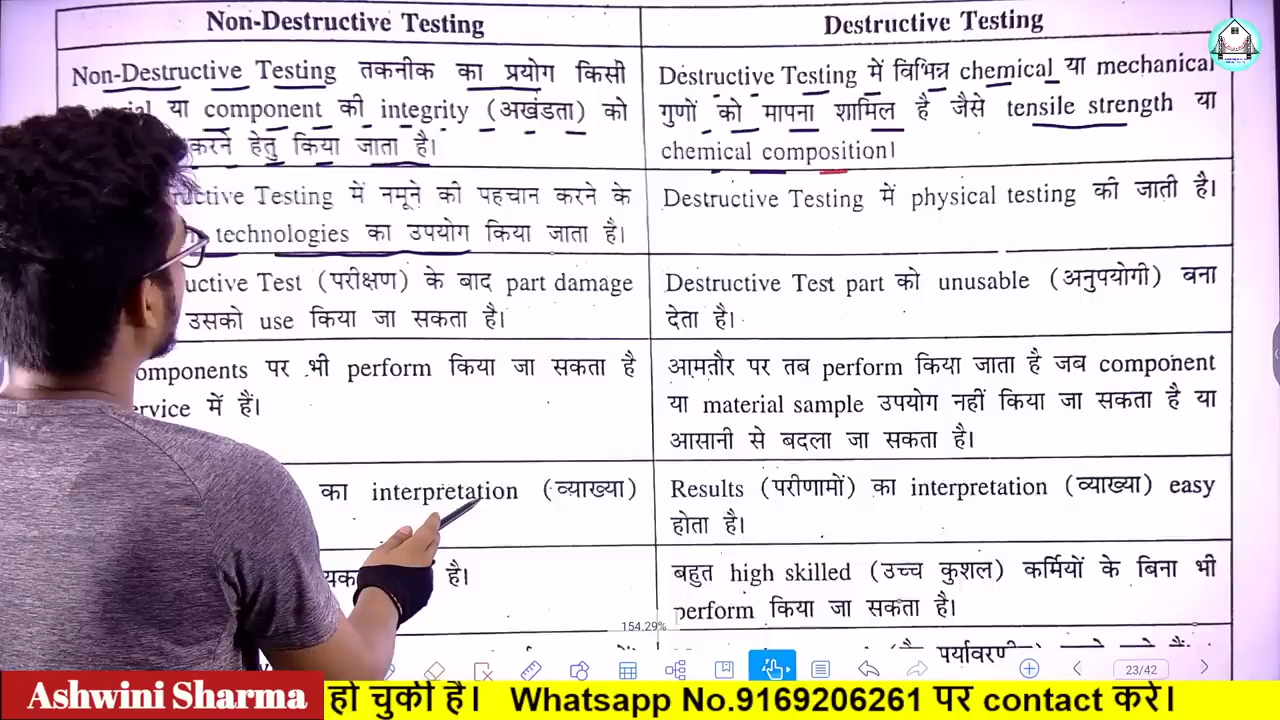 Non-Destructive Testing
Destructive Testing
Non-Destructive Testing तकनीक का प्रयोग किसी
या component की integrity (अखंडता) को
करने हेतु किया जाता है।
Destructive Testing में विभिन्न chemical या mechanical
गुणों को मापना शामिल है जैसे tensile strength या
chemical composition।
Testing में नमूने की पहचान करने के
technologies का उपयोग किया जाता है।
Destructive Testing में physical testing की जाती है।
Test (परीक्षण) के बाद part damage
उसको use किया जा सकता है।
Destructive Test part को unusable (अनुपयोगी) बना
देता है।
पर भी perform किया जा सकता है
में हैं।
आमतौर पर तब perform किया जाता है जब component
या material sample उपयोग नहीं किया जा सकता है या
आसानी से बदला जा सकता है।
का interpretation (व्याख्या)
Results (परीणामों) का interpretation (व्याख्या) easy
होता है।
है।
बहुत high skilled (उच्च कुशल) कर्मियों के बिना भी
perform किया जा सकता है।
154.29%
23/42
Ashwini Sharma
हो चुकी है। Whatsapp No.9169206261 पर contact करे।